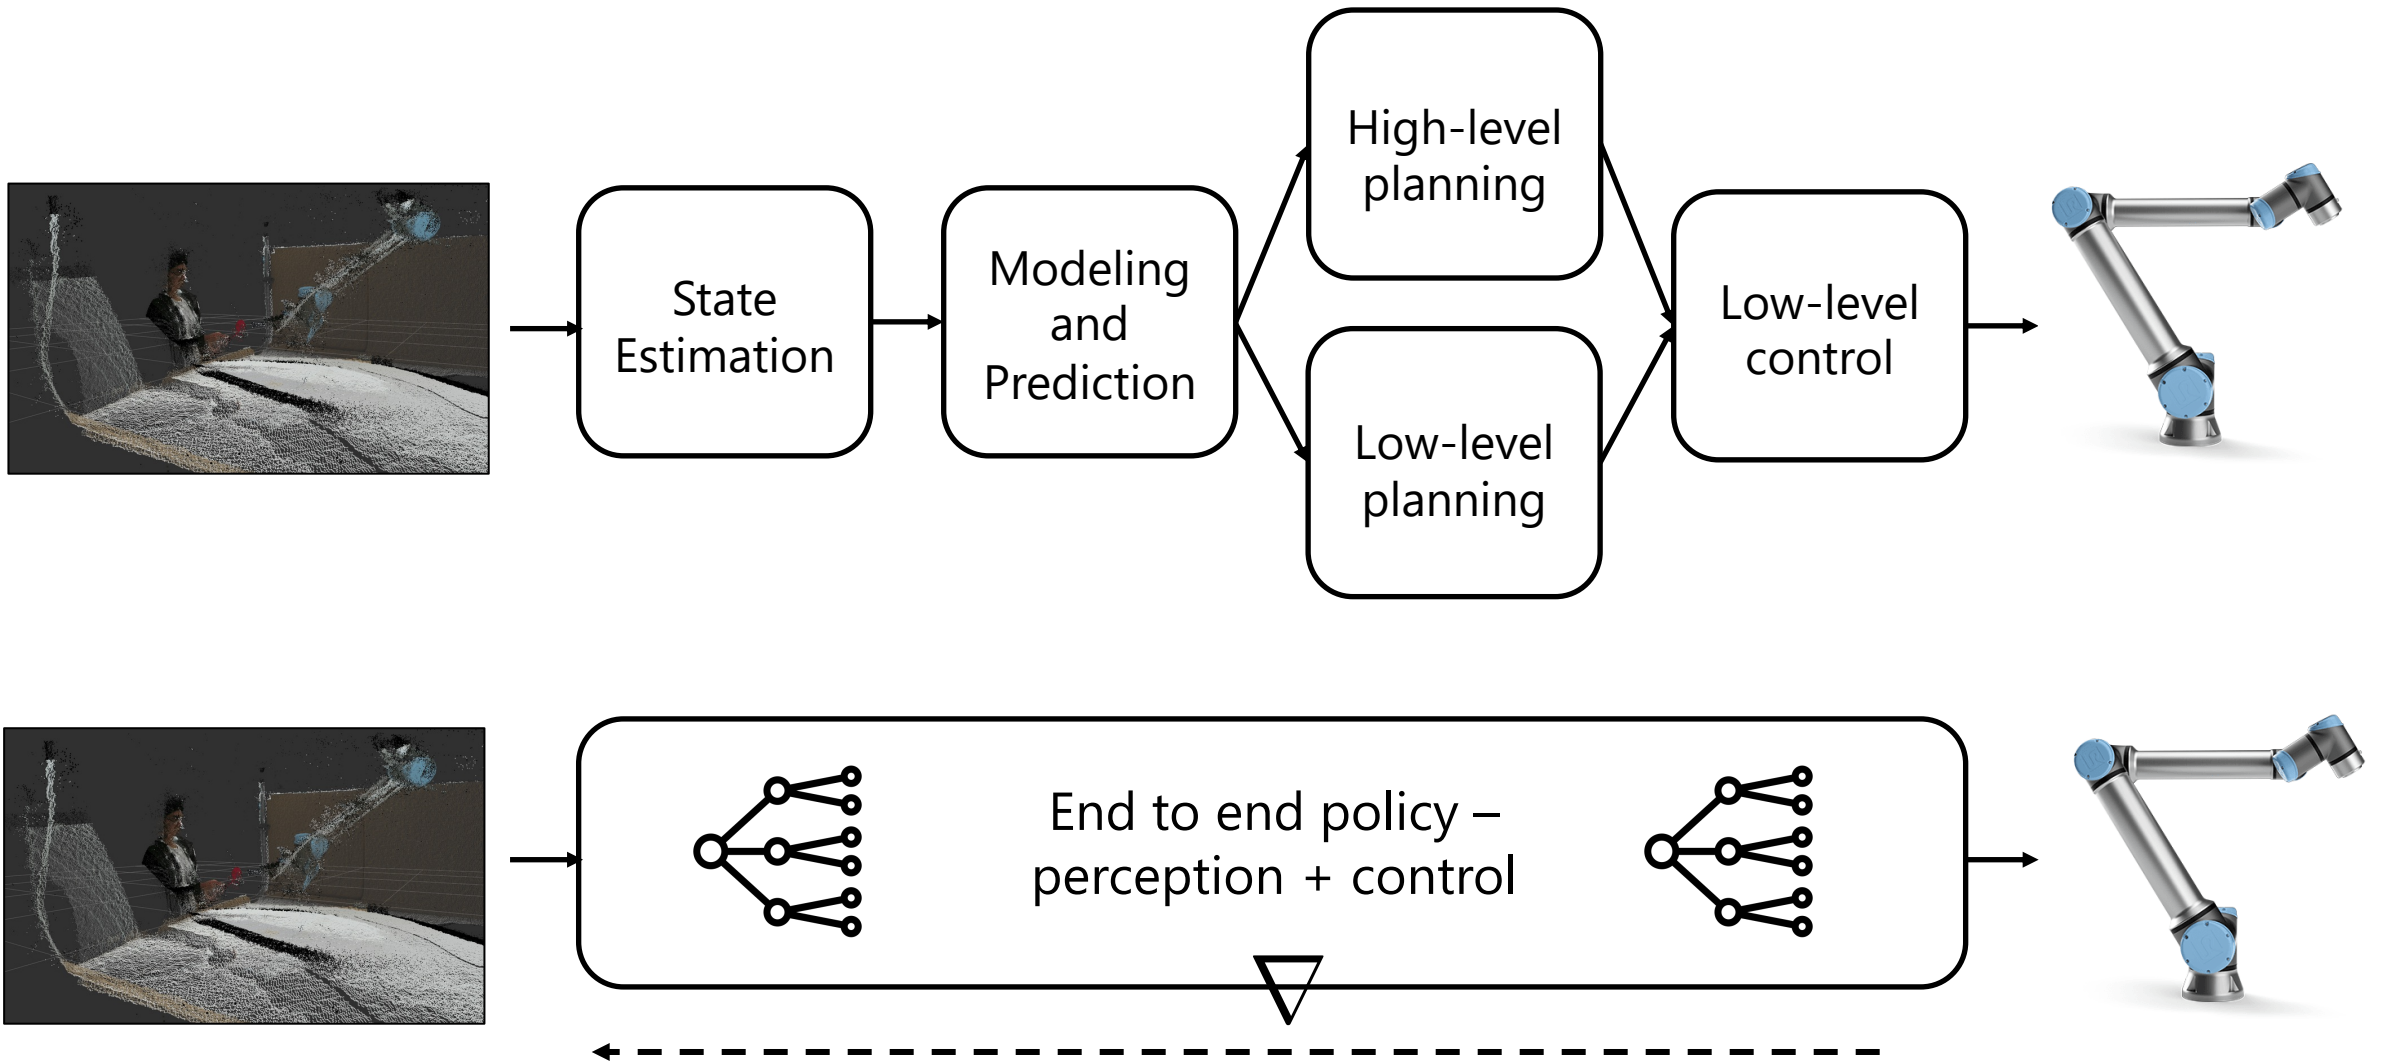 State
Estimation
Modeling
and
Prediction
High-level
planning
Low-level
planning
Low-level
control
End to end policy –
perception + control
∇